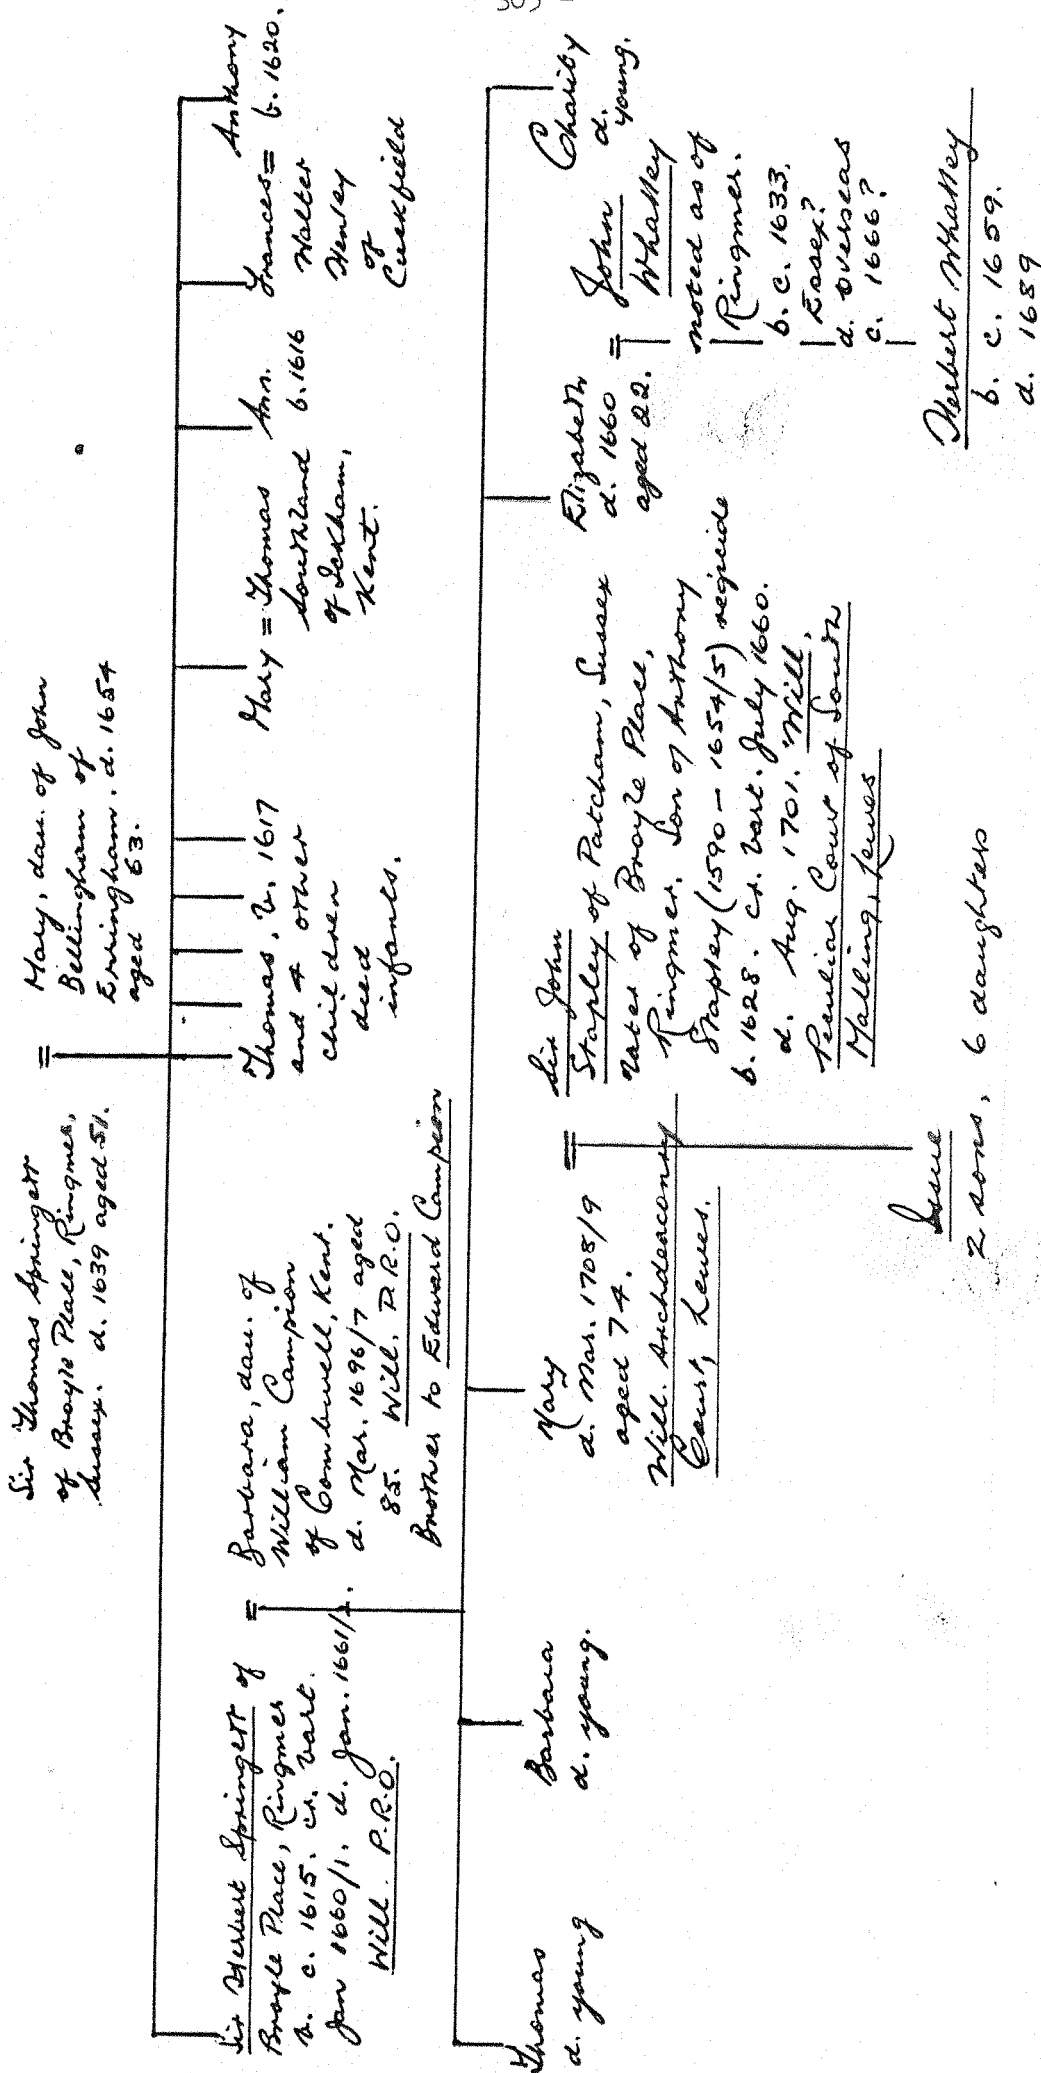 305 -
Sir Thomas Springett
of Broyle Place, Ringmer,
Sussex. d. 1639 aged 51.
=
Mary, dau. of John
Bellingham of
Erringham. d. 1654
aged 63.
Sir Herbert Springett of
Broyle Place, Ringmer
b. c. 1615. cr. bart.
Jan 1660/1. d. Jan. 1661/2.
Will. P.R.O.
=
Barbara, dau. of
William Campion
of Combwell, Kent.
d. Mar. 1696/7 aged
85. Will. P.R.O.
Brother to Edward Campion
Thomas, b. 1617
and 4 other
children
died
infants.
Mary = Thomas
Southland
of Ickham,
Kent.
Ann.
b. 1616
Frances =
Walter
Henley
of
Cuckfield
Anthony
b. 1620.
Thomas
d. young
Barbara
d. young.
Mary
d. Mar. 1708/9
aged 74.
Will. Archdeaconry
Court, Lewes.
=
Sir John
Stapley of Patcham, Sussex
later of Broyle Place,
Ringmer. Son of Anthony
Stapley (1590 - 1654/5) regicide
b. 1628. cr. bart. July 1660.
d. Aug. 1701. Will,
Peculiar Court of South
Malling, Lewes
Elizabeth
d. 1660
aged 22.
=
John
Whalley
noted as of
Ringmer.
b. c. 1633.
Essex?
d. overseas
c. 1666?
Charity
d.
young.
Issue
2 sons, 6 daughters
Herbert Whalley
b. c. 1659.
d. 1689